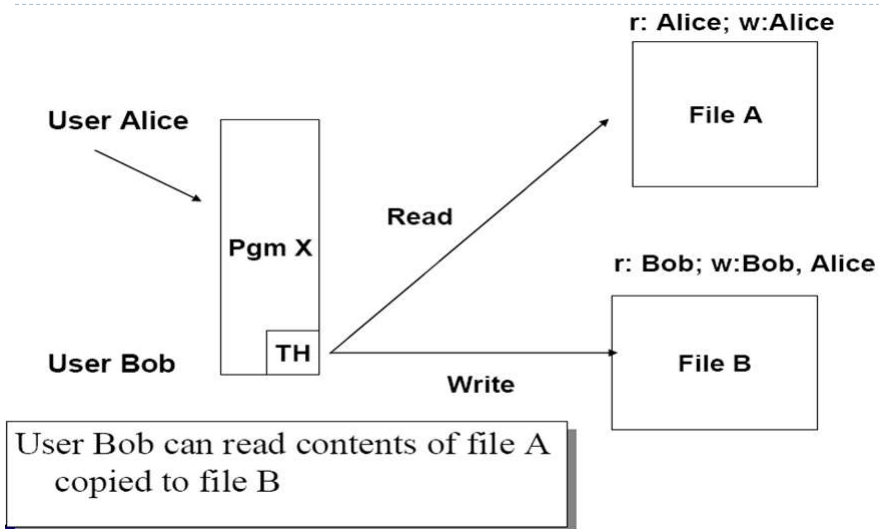 r: Alice; w:Alice
File A
User Alice
Read
Pgm X
r: Bob; w:Bob, Alice
TH
File B
User Bob
Write
User Bob can read contents of file A
copied to file B